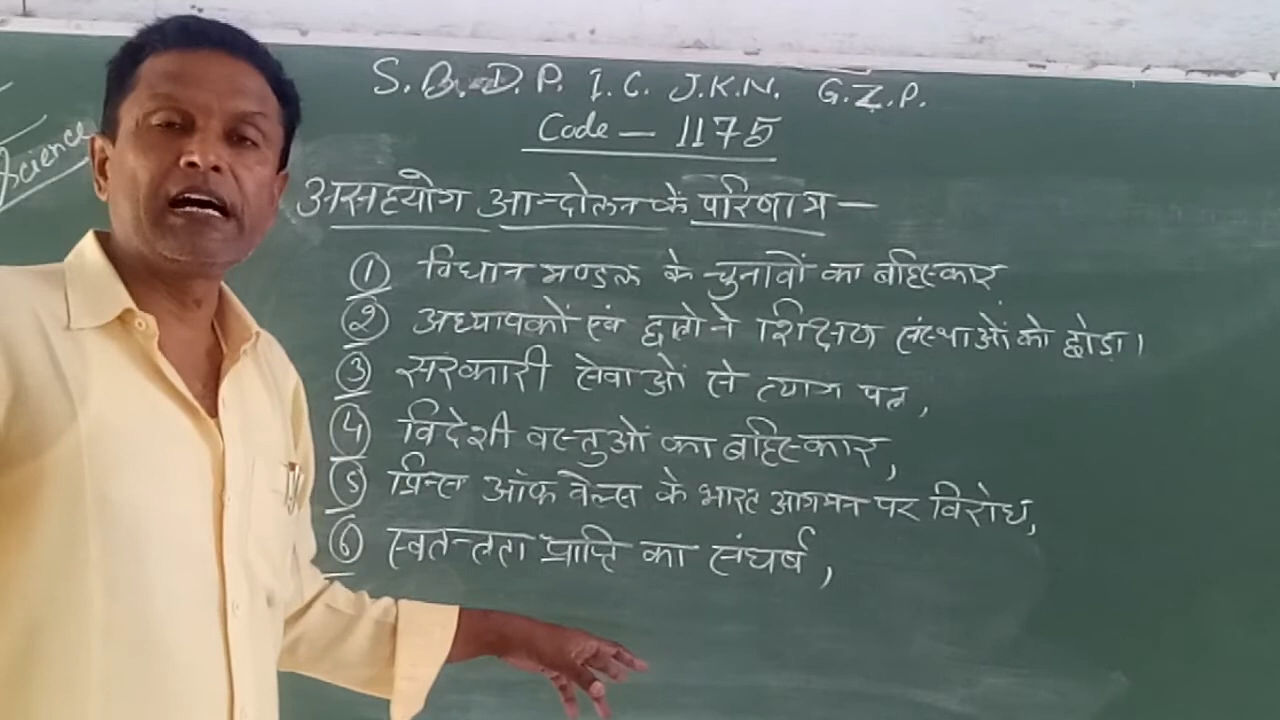 Science
S. B. D. P. I. C. J.K.N. G.Z.P.
Code — 1175
असहयोग आन्दोलन के परिणाम —
① विधान मण्डल के चुनावों का बहिस्कार
② अध्यापकों एवं छात्रो ने शिक्षण संस्थाओं को छोड़ा।
③ सरकारी सेवाओं से त्याग पत्र,
④ विदेशी वस्तुओं का बहिस्कार,
⑤ प्रिन्स ऑफ वेल्स के भारत आगमन पर विरोध,
⑥ स्वतन्त्रता प्राप्ति का संघर्ष,